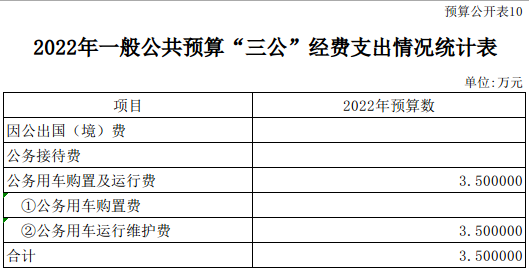 预算公开表10
2022年一般公共预算“三公”经费支出情况统计表
单位:万元
项目 2022年预算数
因公出国（境）费
公务接待费
公务用车购置及运行费 3.500000
①公务用车购置费
②公务用车运行维护费 3.500000
合计 3.500000